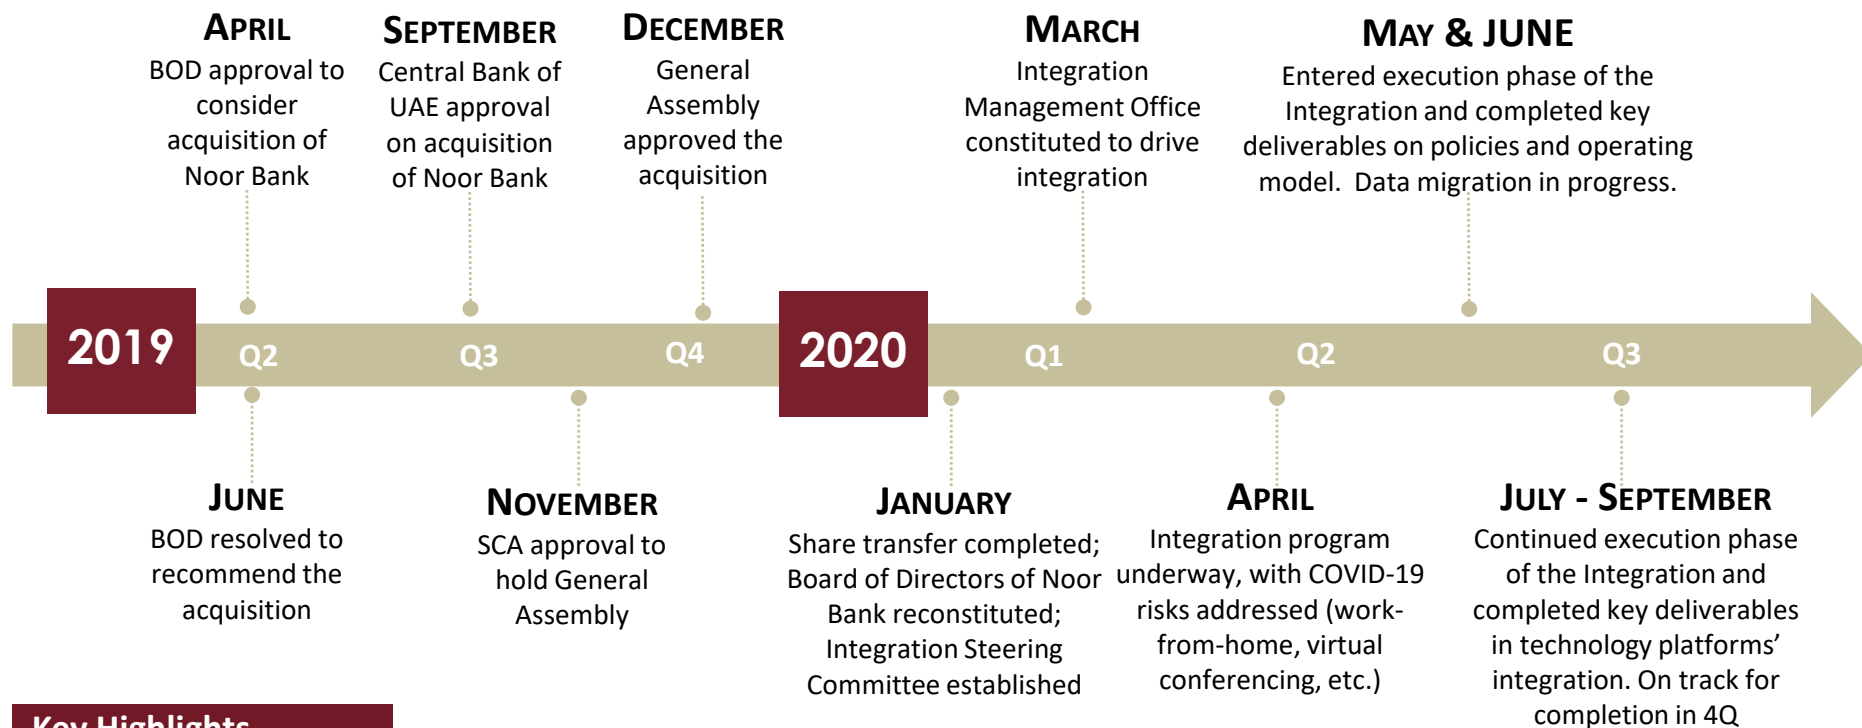 APRIL
BOD approval to
consider
acquisition of
Noor Bank
SEPTEMBER
Central Bank of
UAE approval
on acquisition
of Noor Bank
DECEMBER
General
Assembly
approved the
acquisition
MARCH
Integration
Management Office
constituted to drive
integration
MAY & JUNE
Entered execution phase of the
Integration and completed key
deliverables on policies and operating
model.  Data migration in progress.
2019
Q2
Q3
Q4
2020
Q1
Q2
Q3
JUNE
BOD resolved to
recommend the
acquisition
NOVEMBER
SCA approval to
hold General
Assembly
JANUARY
Share transfer completed;
Board of Directors of Noor
Bank reconstituted;
Integration Steering
Committee established
APRIL
Integration program
underway, with COVID-19
risks addressed (work-
from-home, virtual
conferencing, etc.)
JULY - SEPTEMBER
Continued execution phase
of the Integration and
completed key deliverables
in technology platforms’
integration. On track for
completion in 4Q
Key Highlights